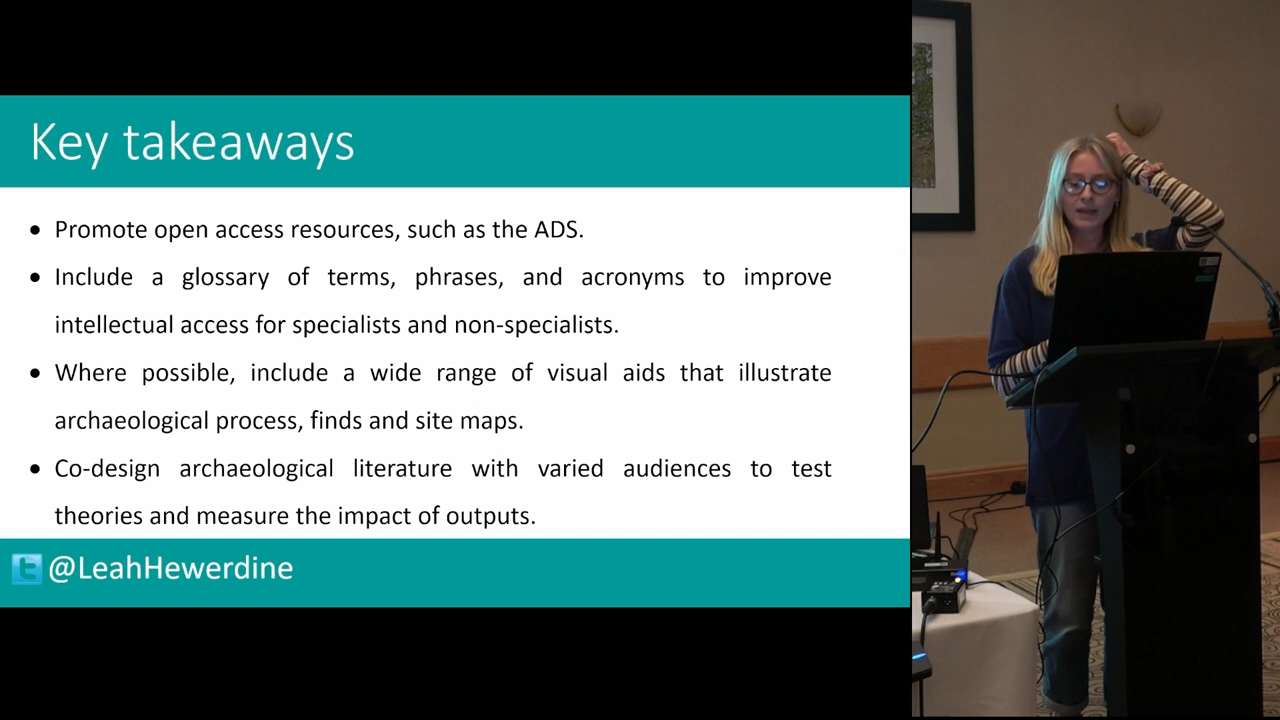 Key takeaways
• Promote open access resources, such as the ADS.
• Include a glossary of terms, phrases, and acronyms to improve
intellectual access for specialists and non-specialists.
• Where possible, include a wide range of visual aids that illustrate
archaeological process, finds and site maps.
• Co-design archaeological literature with varied audiences to test
theories and measure the impact of outputs.
@LeahHewerdine